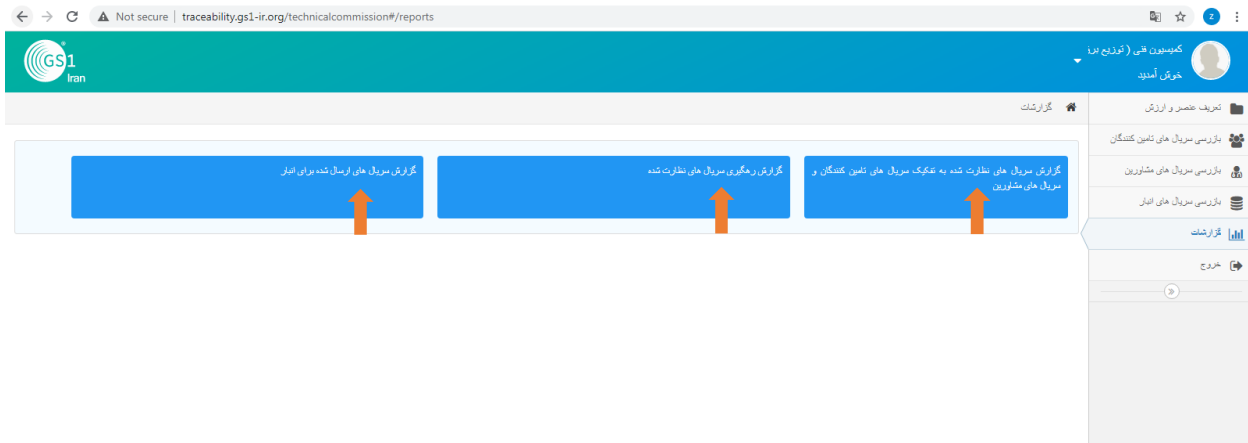 Not secure | traceability.gs1-ir.org/technicalcommission#/reports
Z
GS1
Iran
کمیسیون فنی ( توزیع برق
خوش آمدید
گزارشات
تعریف عنصر و ارزش
بازرسی سریال های تامین کنندگان
بازرسی سریال های مشاورین
بازرسی سریال های انبار
گزارشات
خروج
گزارش سریال های نظارت شده به تفکیک سریال های تامین کنندگان و
سریال های مشاورین
گزارش رهگیری سریال های نظارت شده
گزارش سریال های ارسال شده برای انبار